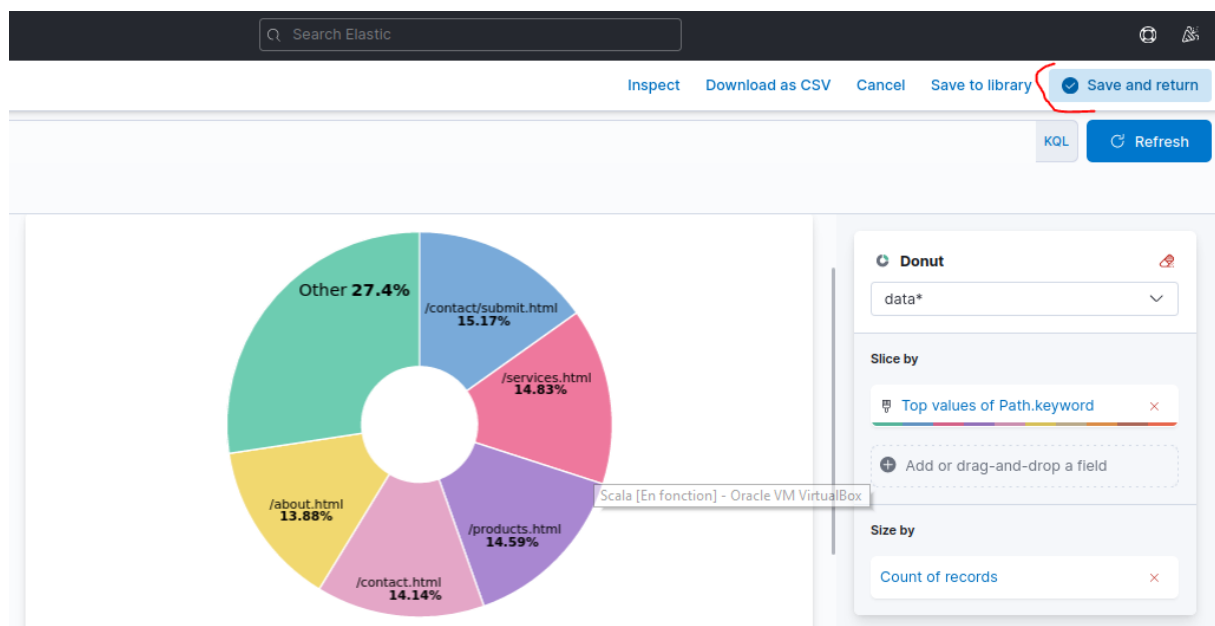 Search Elastic
Inspect Download as CSV Cancel Save to library Save and return
KQL Refresh
Other 27.4%
/contact/submit.html
15.17%
/services.html
14.83%
/products.html
14.59%
/contact.html
14.14%
/about.html
13.88%
Scala [En fonction] - Oracle VM VirtualBox
Donut
data*
Slice by
Top values of Path.keyword
Add or drag-and-drop a field
Size by
Count of records